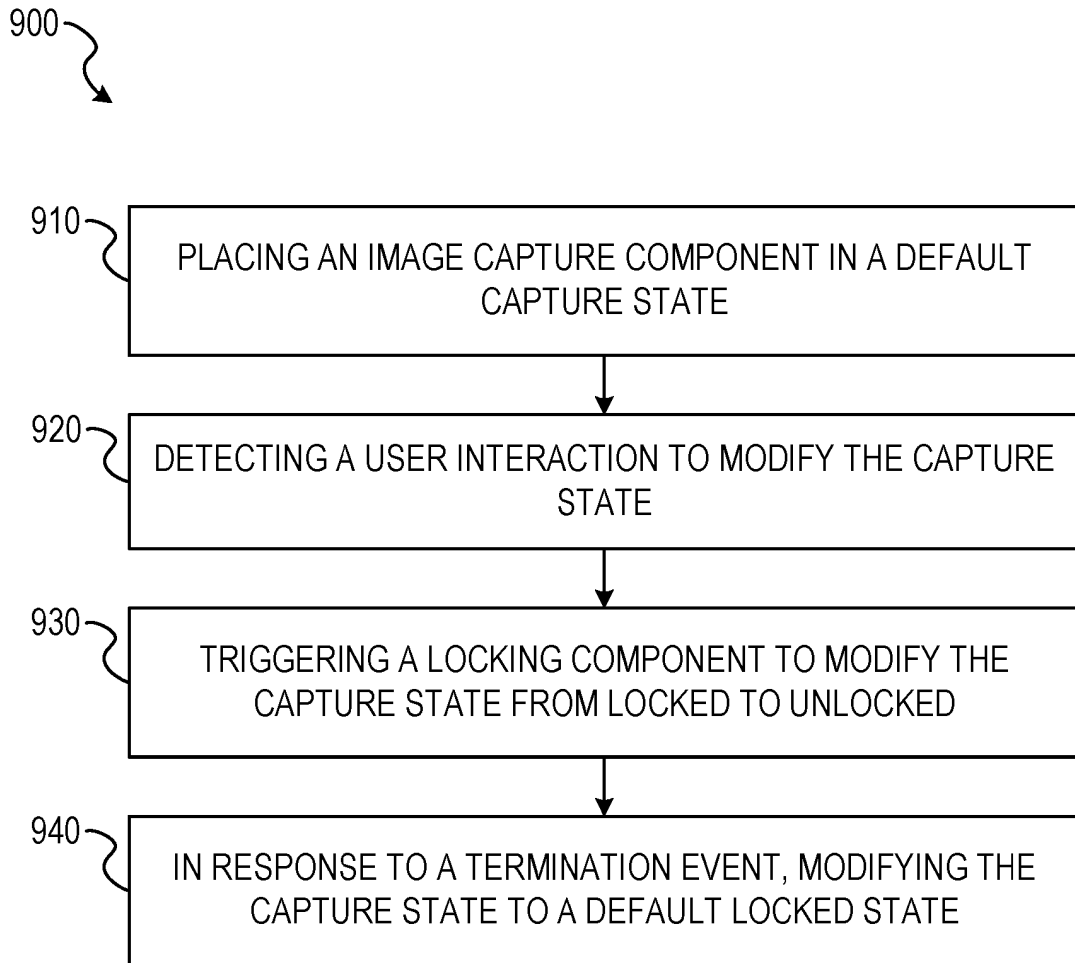 900
910
PLACING AN IMAGE CAPTURE COMPONENT IN A DEFAULT
CAPTURE STATE
920
DETECTING A USER INTERACTION TO MODIFY THE CAPTURE
STATE
930
TRIGGERING A LOCKING COMPONENT TO MODIFY THE
CAPTURE STATE FROM LOCKED TO UNLOCKED
940
IN RESPONSE TO A TERMINATION EVENT, MODIFYING THE
CAPTURE STATE TO A DEFAULT LOCKED STATE